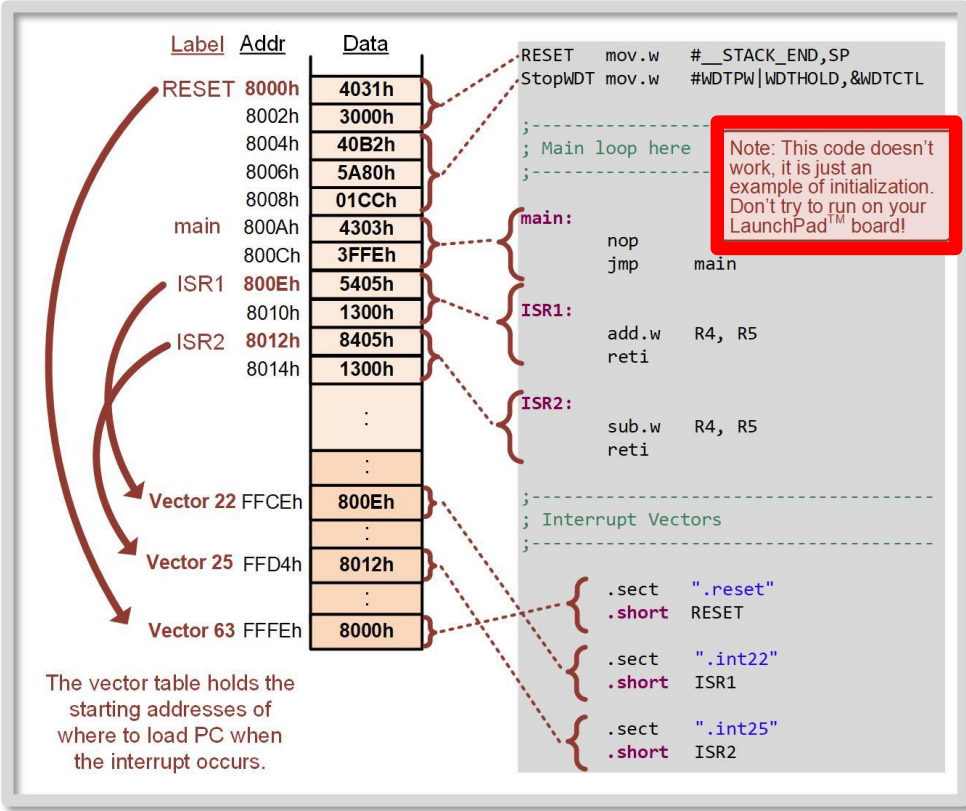 Label Addr Data
RESET 8000h 4031h
8002h 3000h
8004h 40B2h
8006h 5A80h
8008h 01CCh
main 800Ah 4303h
800Ch 3FFEh
ISR1 800Eh 5405h
8010h 1300h
ISR2 8012h 8405h
8014h 1300h
:
:
Vector 22 FFCEh 800Eh
:
Vector 25 FFD4h 8012h
:
Vector 63 FFFEh 8000h
The vector table holds the
starting addresses of
where to load PC when
the interrupt occurs.
RESET mov.w #__STACK_END,SP
StopWDT mov.w #WDTPW|WDTHOLD,&WDTCTL
;--------------------
; Main loop here
;--------------------
Note: This code doesn't
work, it is just an
example of initialization.
Don't try to run on your
LaunchPad™ board!
main:
nop
jmp main
ISR1:
add.w R4, R5
reti
ISR2:
sub.w R4, R5
reti
;----------------------------------
; Interrupt Vectors
;----------------------------------
.sect ".reset"
.short RESET
.sect ".int22"
.short ISR1
.sect ".int25"
.short ISR2